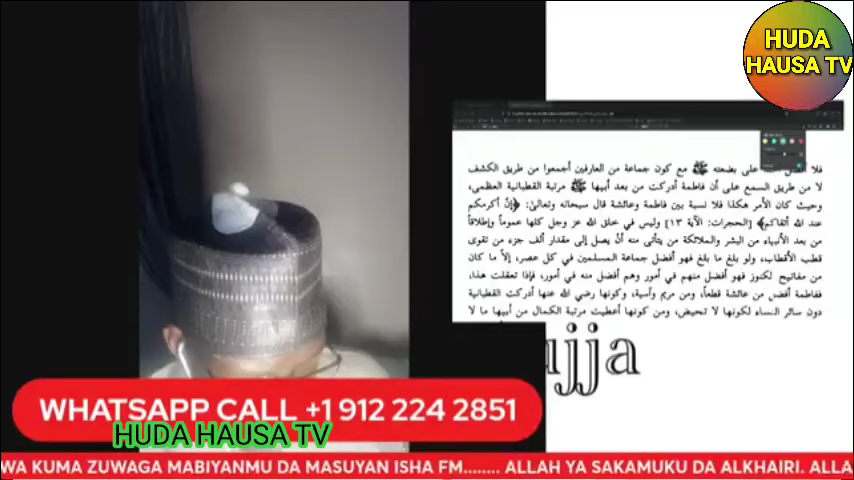 HUDA
HAUSA TV
فلا على بضعته ﷺ مع كون جماعة من العارفين أجمعوا من طريق الكشف
لا من طريق السمع على أن فاطمة أدركت من بعد أبيها ﷺ مرتبة القطبانية العظمى،
وحيث كان الأمر هكذا فلا نسبة بين فاطمة وعائشة قال سبحانه وتعالى: ﴿إن أكرمكم
عند الله أتقاكم﴾ [الحجرات: الآية ١٣] وليس في خلق الله عز وجل كلها عموماً وإطلاقاً
من بعد الأنبياء من البشر والملائكة من يتأتى منه أن يصل إلى مقدار ألف جزء من تقوى
قطب الأقطاب، ولو بلغ ما بلغ فهو أفضل جماعة المسلمين في كل عصر، إلا ما كان
من مفاتيح لكنوز فهو أفضل منهم في أمور وهم أفضل منه في أمور، فإذا تعقلت هذا،
ففاطمة أفضل من عائشة قطعاً، ومن مريم وآسية، وكونها رضي الله عنها أدركت القطبانية
دون سائر النساء لكونها لا تحيض، ومن كونها أعطيت مرتبة الكمال من أبيها ما لا
ujja
WHATSAPP CALL +1 912 224 2851
HUDA HAUSA TV
WA KUMA ZUWAGA MABIYANMU DA MASUYAN ISHA FM........ ALLAH YA SAKAMUKU DA ALKHAIRI. ALLA